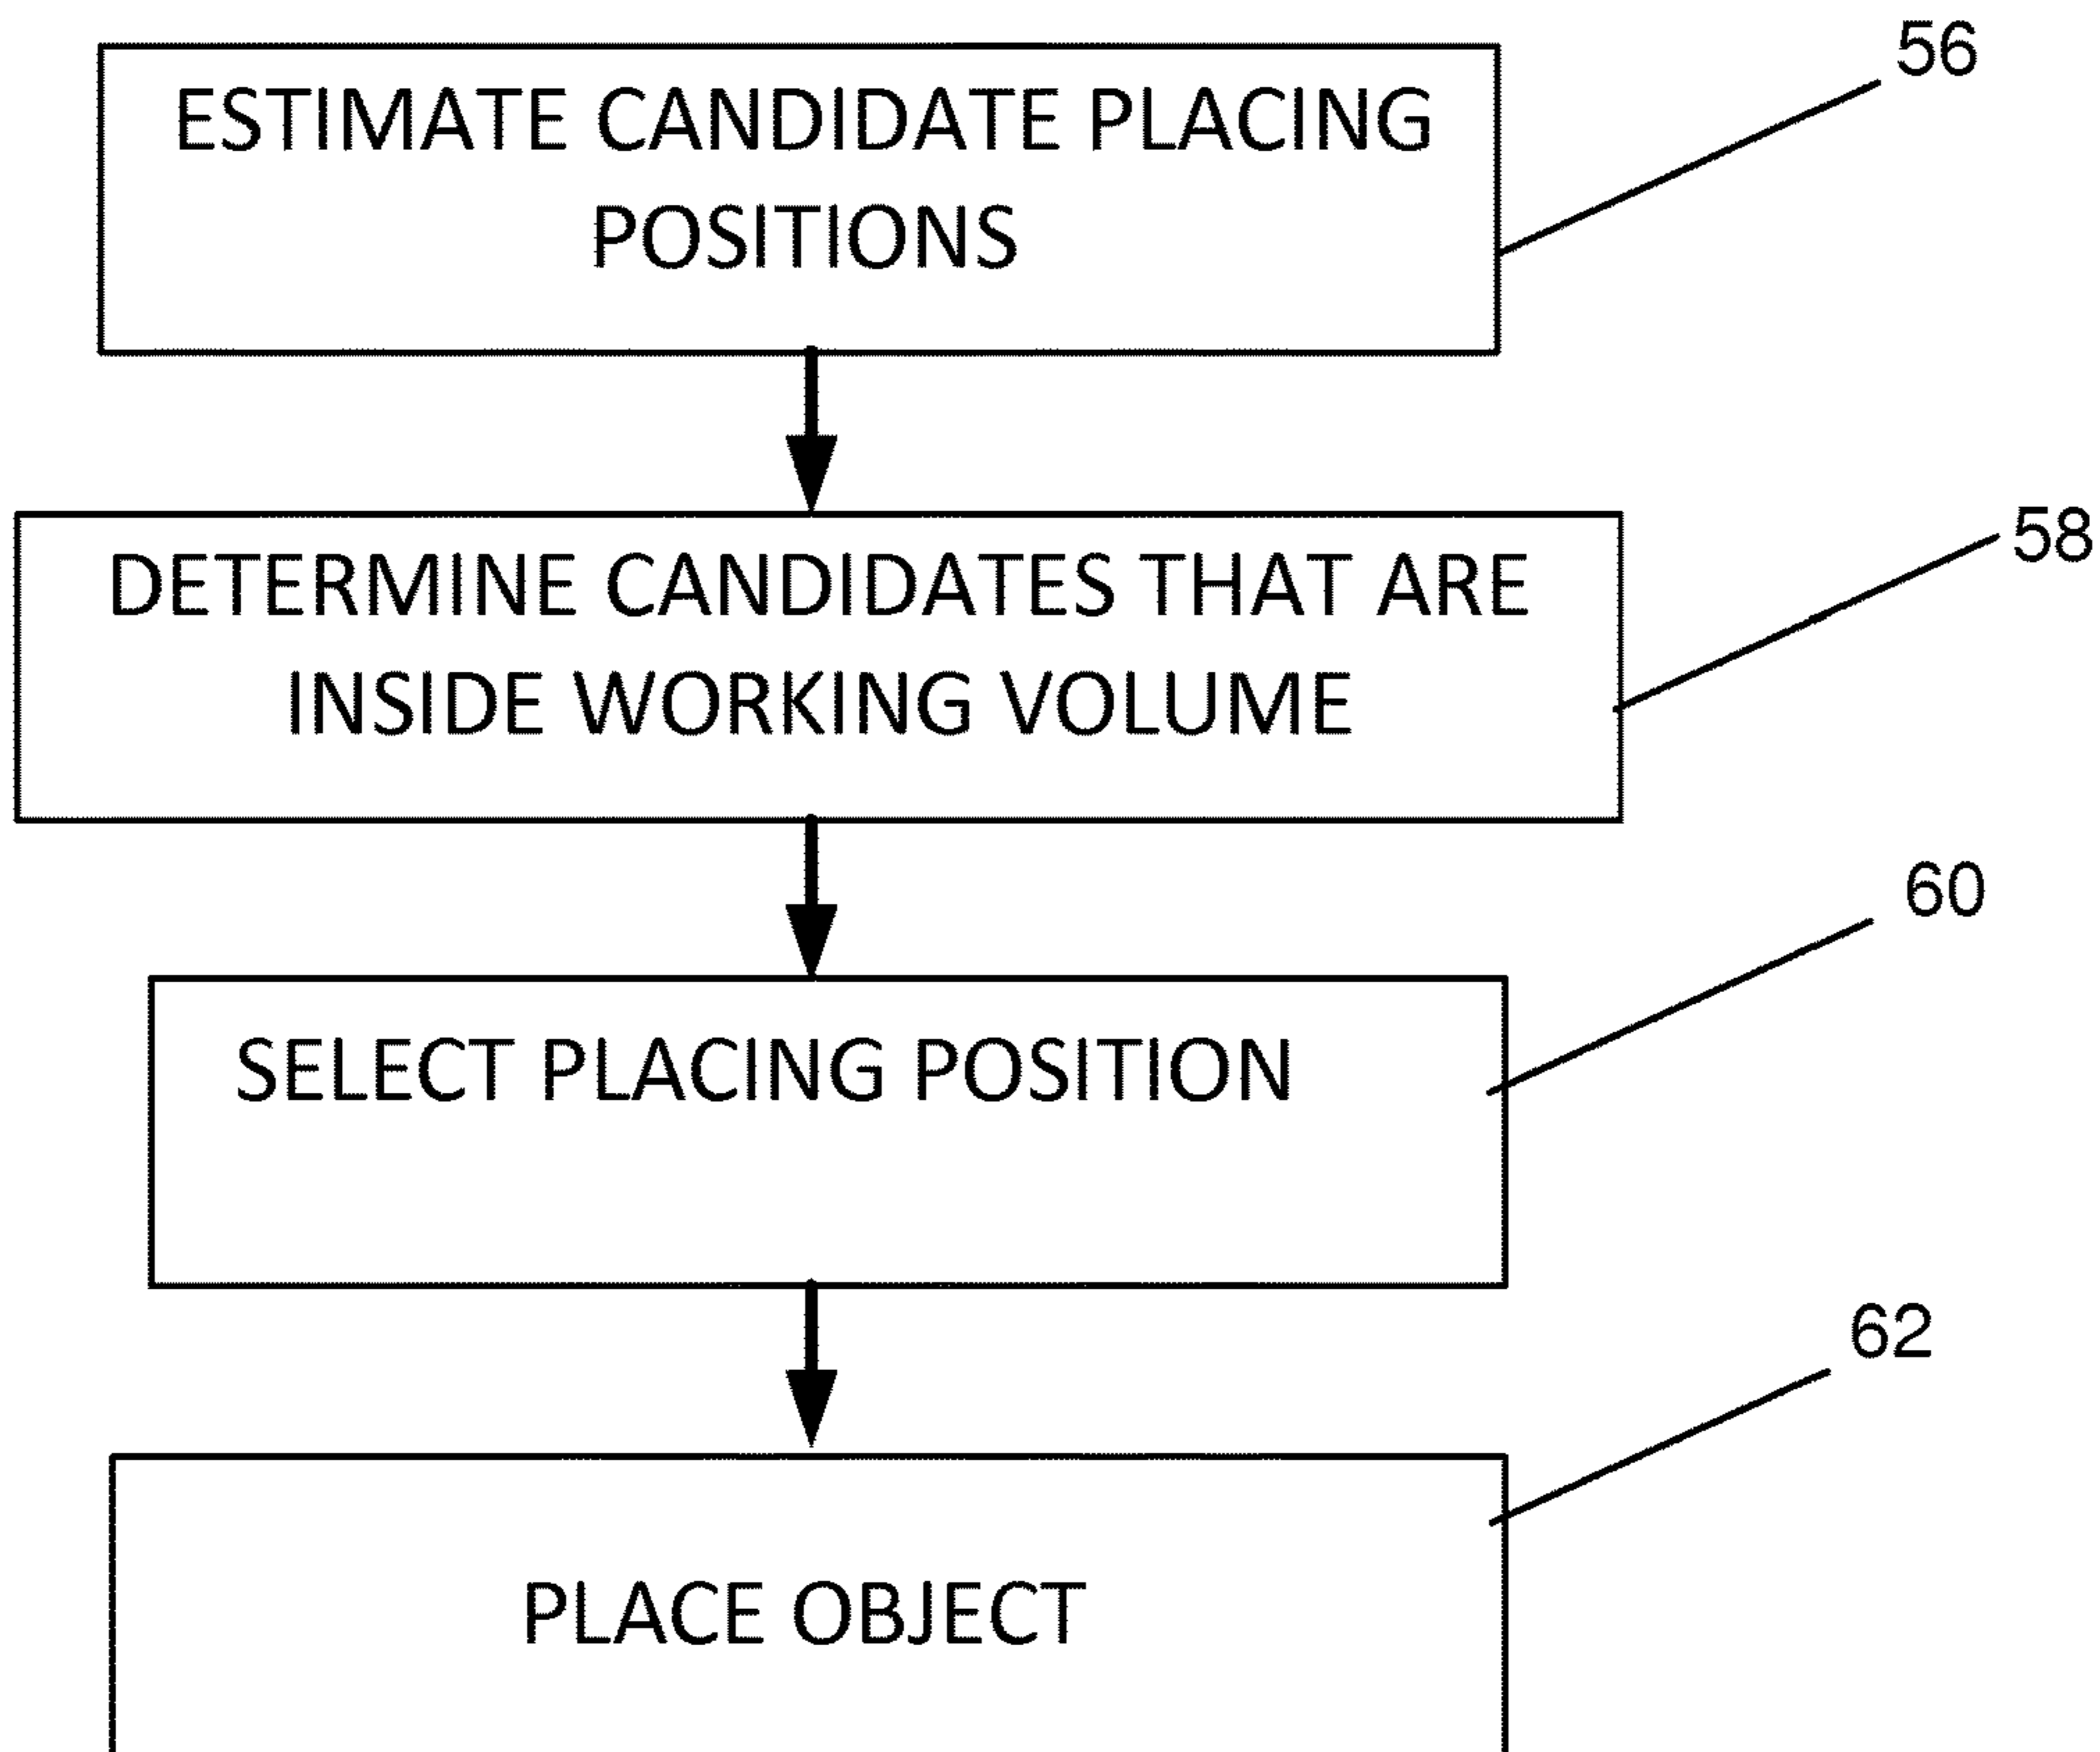 56
ESTIMATE CANDIDATE PLACING
POSITIONS
58
DETERMINE CANDIDATES THAT ARE
INSIDE WORKING VOLUME
60
SELECT PLACING POSITION
62
PLACE OBJECT